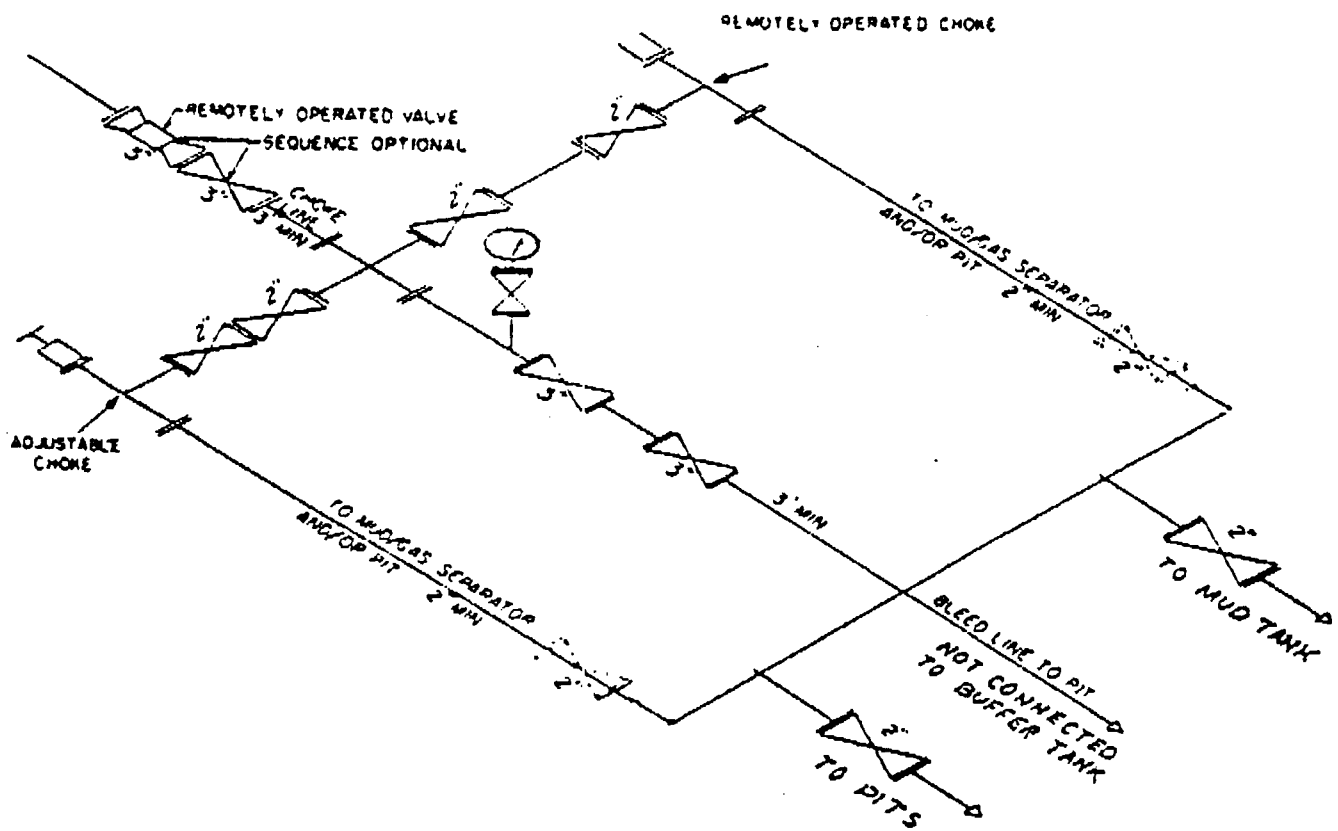 REMOTELY OPERATED CHOKE
REMOTELY OPERATED VALVE
SEQUENCE OPTIONAL
3"
3"
CHOKE
LINE
3" MIN
2"
2"
2"
2"
ADJUSTABLE
CHOKE
3"
3"
3" MIN
TO MUD/GAS SEPARATOR
AND/OR PIT
2" MIN
2"
TO MUD/GAS SEPARATOR
AND/OR PIT
2" MIN
2"
2"
TO MUD TANK
BLEED LINE TO PIT
NOT CONNECTED
TO BUFFER TANK
2"
TO PITS